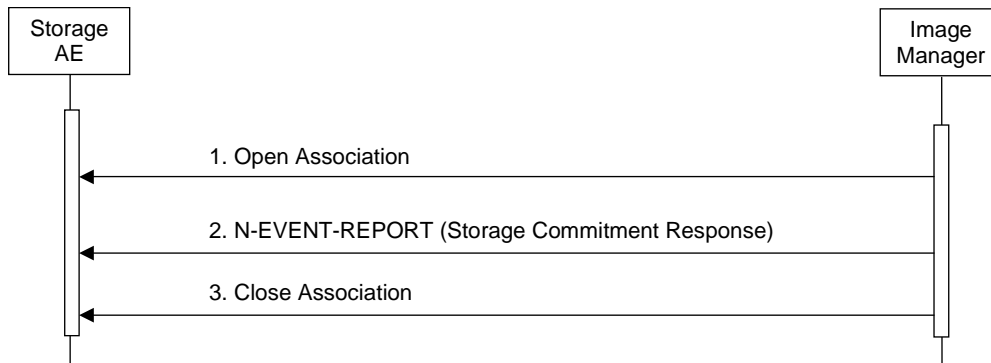 Storage
AE
Image
Manager
1. Open Association
2. N-EVENT-REPORT (Storage Commitment Response)
3. Close Association